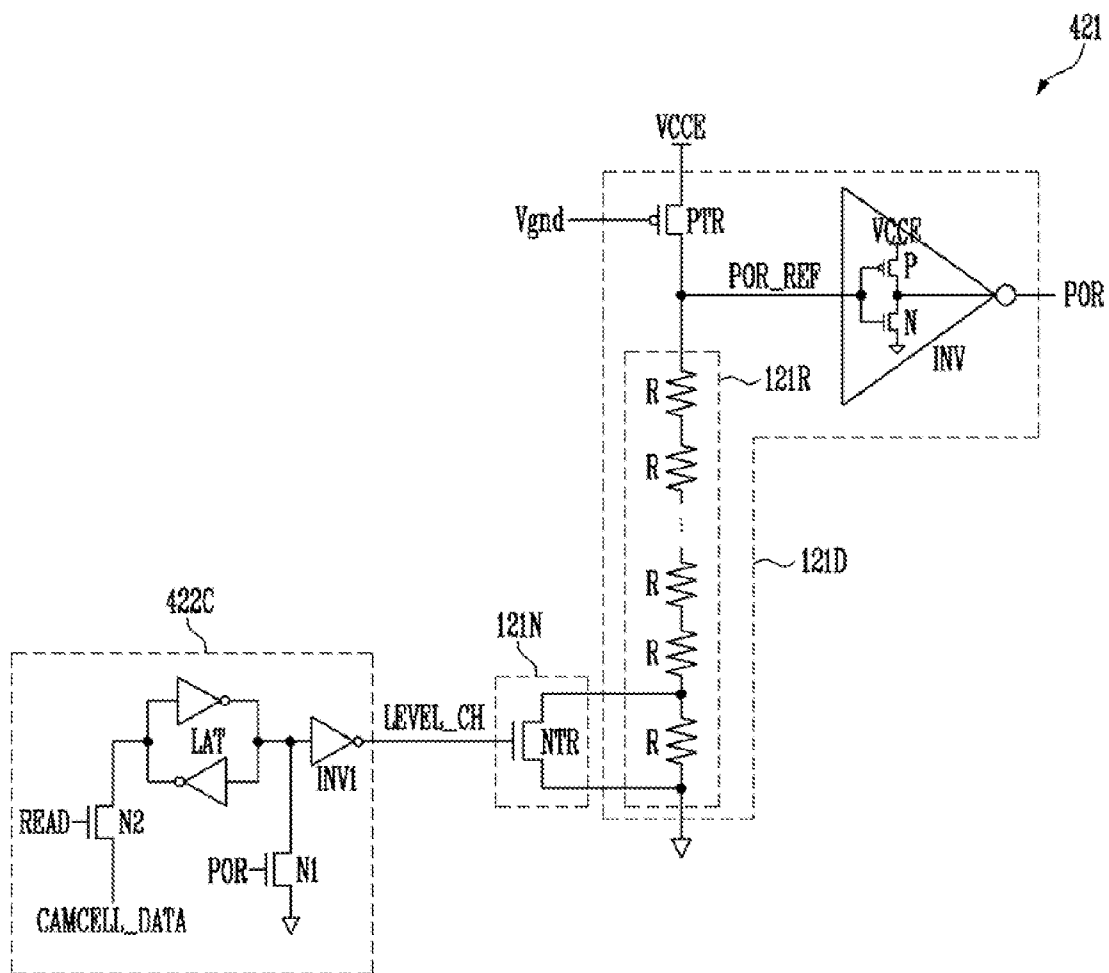 421
VCCE
Vgnd
PTR
VCCE
P
POR_REF
POR
N
INV
121R
R
R
R
121D
422C
121N
R
LEVEL_CH
LAT
NTR
R
INV1
READ
N2
POR
N1
CAMCELL_DATA